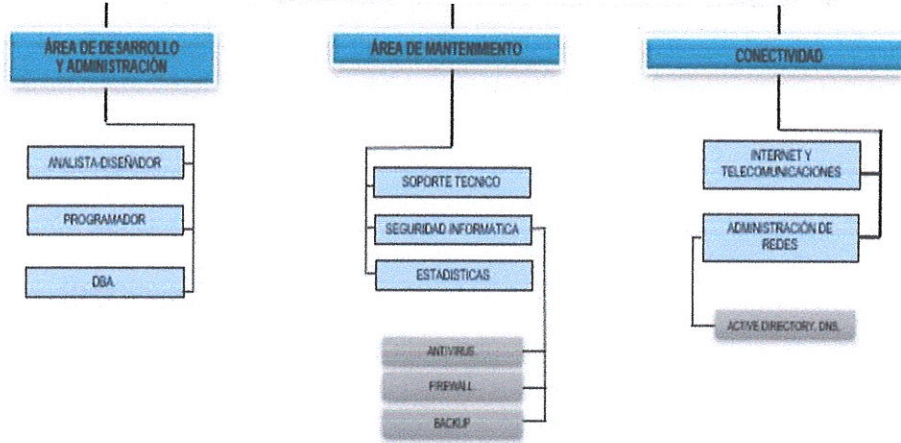 ÁREA DE DESARROLLO
Y ADMINISTRACIÓN
ANALISTA-DISEÑADOR
PROGRAMADOR
DBA
ÁREA DE MANTENIMIENTO
SOPORTE TECNICO
SEGURIDAD INFORMATICA
ESTADISTICAS
ANTIVIRUS
FIREWALL
BACKUP
CONECTIVIDAD
INTERNET Y
TELECOMUNICACIONES
ADMINISTRACIÓN DE
REDES
ACTIVE DIRECTORY, DNS,